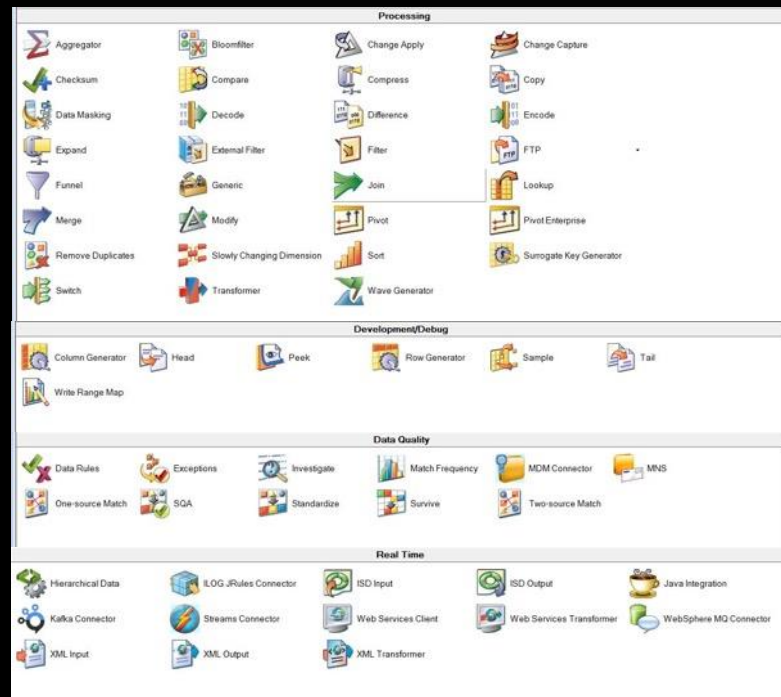 Processing
Aggregator Bloomfilter Change Apply Change Capture
Checksum Compare Compress Copy
Data Masking Decode Difference Encode
Expand External Filter Filter FTP
Funnel Generic Join Lookup
Merge Modify Pivot Pivot Enterprise
Remove Duplicates Slowly Changing Dimension Sort Surrogate Key Generator
Switch Transformer Wave Generator
Development/Debug
Column Generator Head Peek Row Generator Sample Tail
Write Range Map
Data Quality
Data Rules Exceptions Investigate Match Frequency MDM Connector MNS
One-source Match SQA Standardize Survive Two-source Match
Real Time
Hierarchical Data ILOG JRules Connector ISD Input ISD Output Java Integration
Kafka Connector Streams Connector Web Services Client Web Services Transformer WebSphere MQ Connector
XML Input XML Output XML Transformer